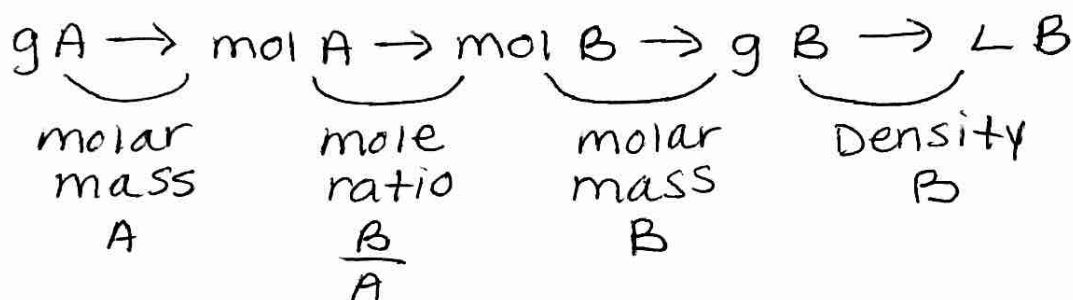 g A → mol A → mol B → g B → L B
molar mole molar Density
mass ratio mass B
A B B
A